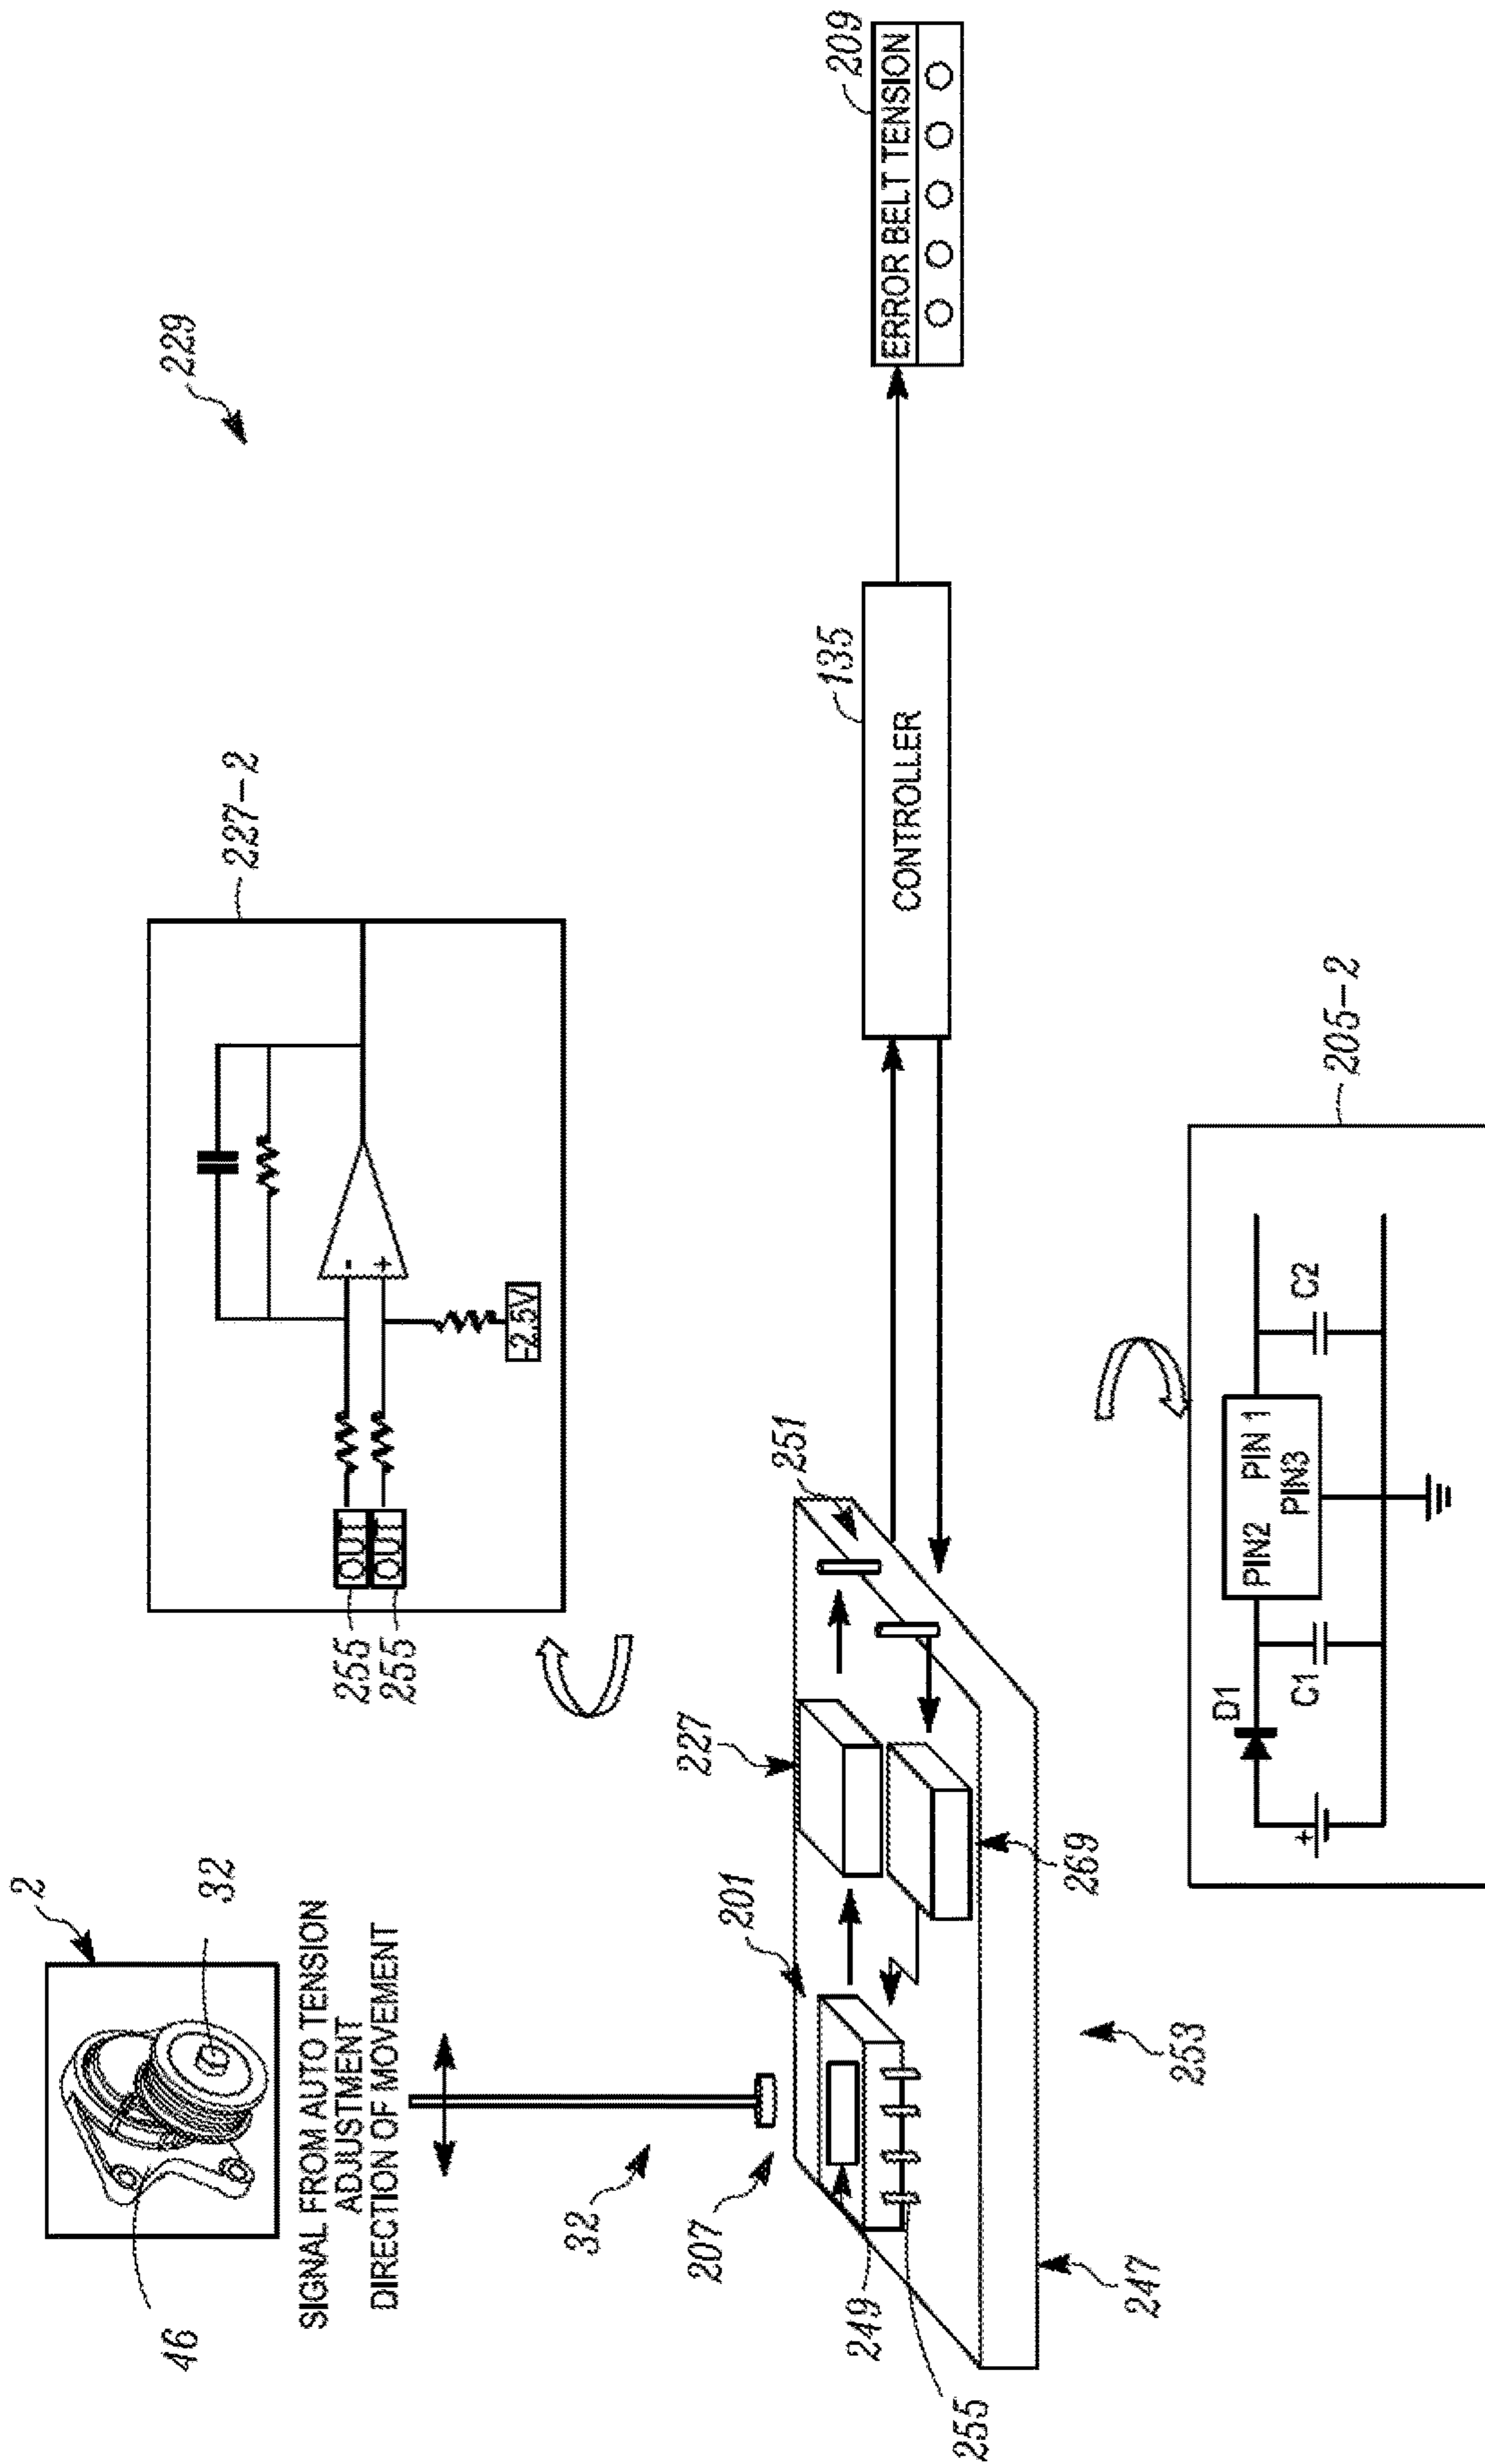 2
32
46
SIGNAL FROM AUTO TENSION
ADJUSTMENT
DIRECTION OF MOVEMENT
32
207
229
227-2
OUT
OUT
255
255
-
+
-2.5V
201
227
251
249
255
269
253
247
CONTROLLER
135
209
ERROR BELT TENSION
205-2
D1
+
C1
PIN2
PIN 1
PIN3
C2